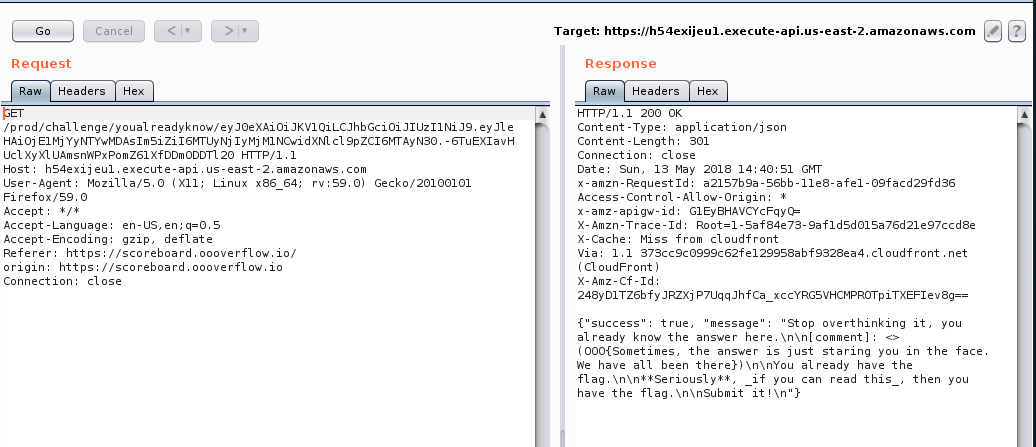 Go
Cancel
<
>
Target: https://h54exijeu1.execute-api.us-east-2.amazonaws.com
?
Request
Raw
Headers
Hex
GET
/prod/challenge/youalreadyknow/eyJ0eXAiOiJKV1QiLCJhbGciOiJIUzI1NiJ9.eyJle
HAiOjE1MjYyNTYwMDAsIm5iZiI6MTUyNjIyMjM1NCwidXNlcl9pZCI6MTAyN30.-6TuEXIavH
UclXyXlUAmsnWPxPomZ61XfDDmODDTl20 HTTP/1.1
Host: h54exijeu1.execute-api.us-east-2.amazonaws.com
User-Agent: Mozilla/5.0 (X11; Linux x86_64; rv:59.0) Gecko/20100101
Firefox/59.0
Accept: */*
Accept-Language: en-US,en;q=0.5
Accept-Encoding: gzip, deflate
Referer: https://scoreboard.oooverflow.io/
origin: https://scoreboard.oooverflow.io
Connection: close
Response
Raw
Headers
Hex
HTTP/1.1 200 OK
Content-Type: application/json
Content-Length: 301
Connection: close
Date: Sun, 13 May 2018 14:40:51 GMT
x-amzn-RequestId: a2157b9a-56bb-11e8-afe1-09facd29fd36
Access-Control-Allow-Origin: *
x-amz-apigw-id: G1EyBHAVCYcFqyQ=
X-Amzn-Trace-Id: Root=1-5af84e73-9af1d5d015a76d21e97ccd8e
X-Cache: Miss from cloudfront
Via: 1.1 373cc9c0999c62fe129958abf9328ea4.cloudfront.net
(CloudFront)
X-Amz-Cf-Id:
248yD1TZ6bfyJRZXjP7UqqJhfCa_xccYRG5VHCMPROTpiTXEFIev8g==
{"success": true, "message": "Stop overthinking it, you
already know the answer here.\n\n[comment]: <>
(OOO{Sometimes, the answer is just staring you in the face.
We have all been there})\n\nYou already have the
flag.\n\n**Seriously**, _if you can read this_, then you
have the flag.\n\nSubmit it!\n"}